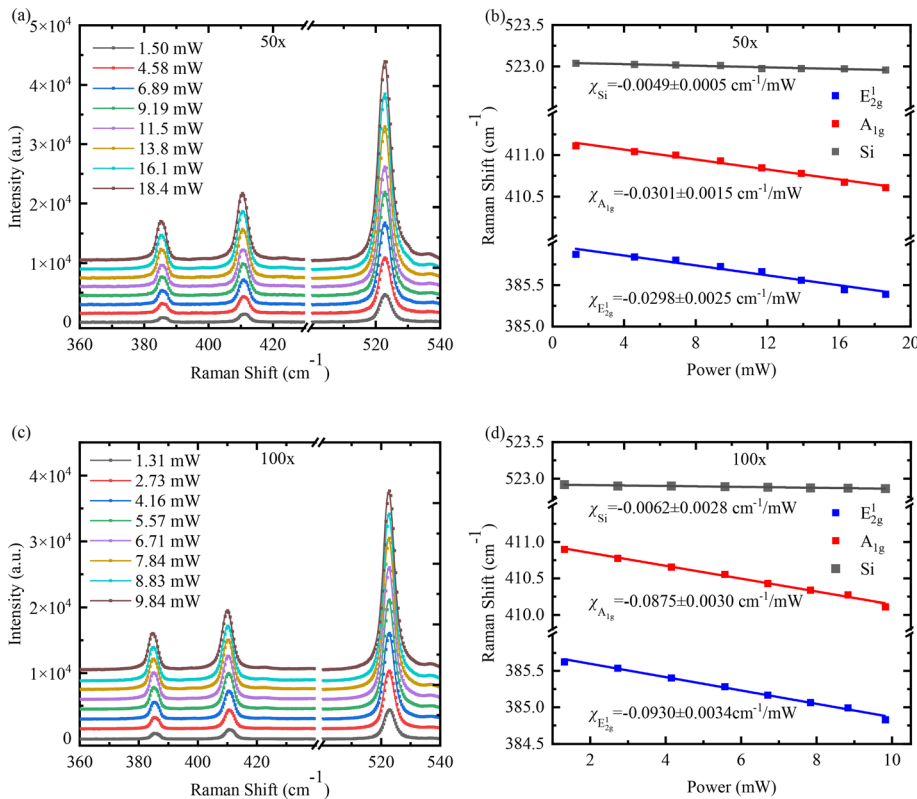 (a)
50x
5×10⁴
4×10⁴
3×10⁴
2×10⁴
1×10⁴
0
Intensity (a.u.)
1.50 mW
4.58 mW
6.89 mW
9.19 mW
11.5 mW
13.8 mW
16.1 mW
18.4 mW
360 380 400 420 520 540
Raman Shift (cm⁻¹)
(b)
50x
523.5
523.0
411.0
410.5
385.5
385.0
Raman Shift (cm⁻¹)
χSi=-0.0049±0.0005 cm⁻¹/mW
χA1g=-0.0301±0.0015 cm⁻¹/mW
χE¹2g=-0.0298±0.0025 cm⁻¹/mW
E¹2g
A1g
Si
0 4 8 12 16 20
Power (mW)
(c)
100x
4×10⁴
3×10⁴
2×10⁴
1×10⁴
0
Intensity (a.u.)
1.31 mW
2.73 mW
4.16 mW
5.57 mW
6.71 mW
7.84 mW
8.83 mW
9.84 mW
360 380 400 420 520 540
Raman Shift (cm⁻¹)
(d)
100x
523.5
523.0
411.0
410.5
410.0
385.5
385.0
384.5
Raman Shift (cm⁻¹)
χSi=-0.0062±0.0028 cm⁻¹/mW
χA1g=-0.0875±0.0030 cm⁻¹/mW
χE¹2g=-0.0930±0.0034cm⁻¹/mW
E¹2g
A1g
Si
2 4 6 8 10
Power (mW)